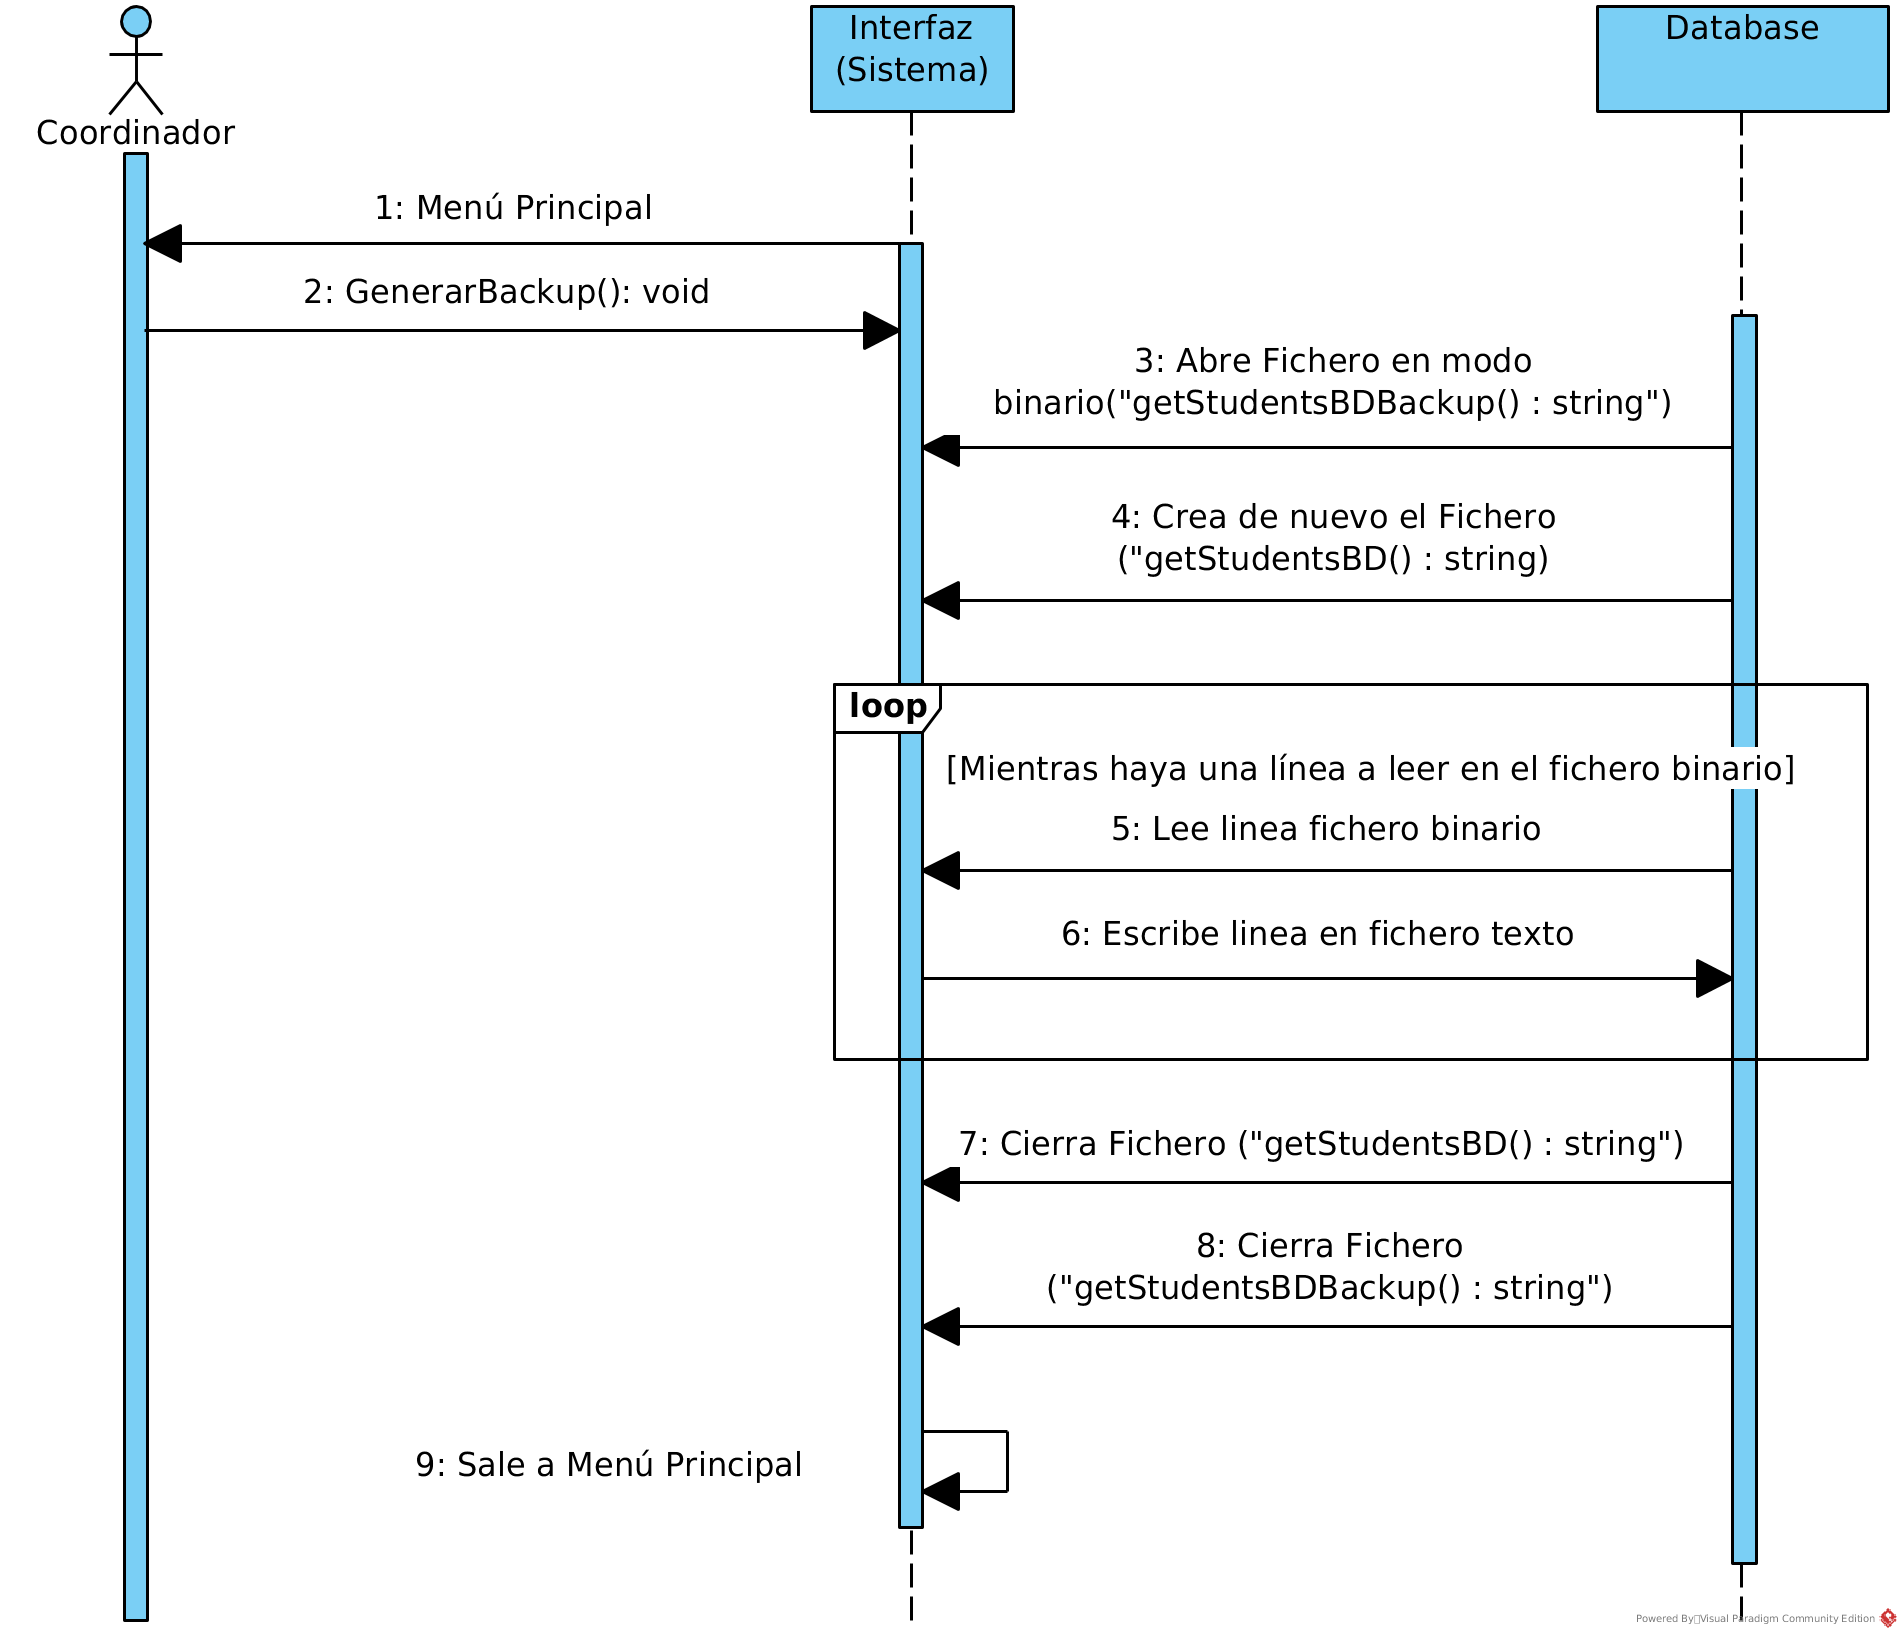 Coordinador
Interfaz
(Sistema)
Database
1: Menú Principal
2: GenerarBackup(): void
3: Abre Fichero en modo
binario("getStudentsBDBackup() : string")
4: Crea de nuevo el Fichero
("getStudentsBD() : string)
loop
[Mientras haya una línea a leer en el fichero binario]
5: Lee linea fichero binario
6: Escribe linea en fichero texto
7: Cierra Fichero ("getStudentsBD() : string")
8: Cierra Fichero
("getStudentsBDBackup() : string")
9: Sale a Menú Principal
Powered By Visual Paradigm Community Edition